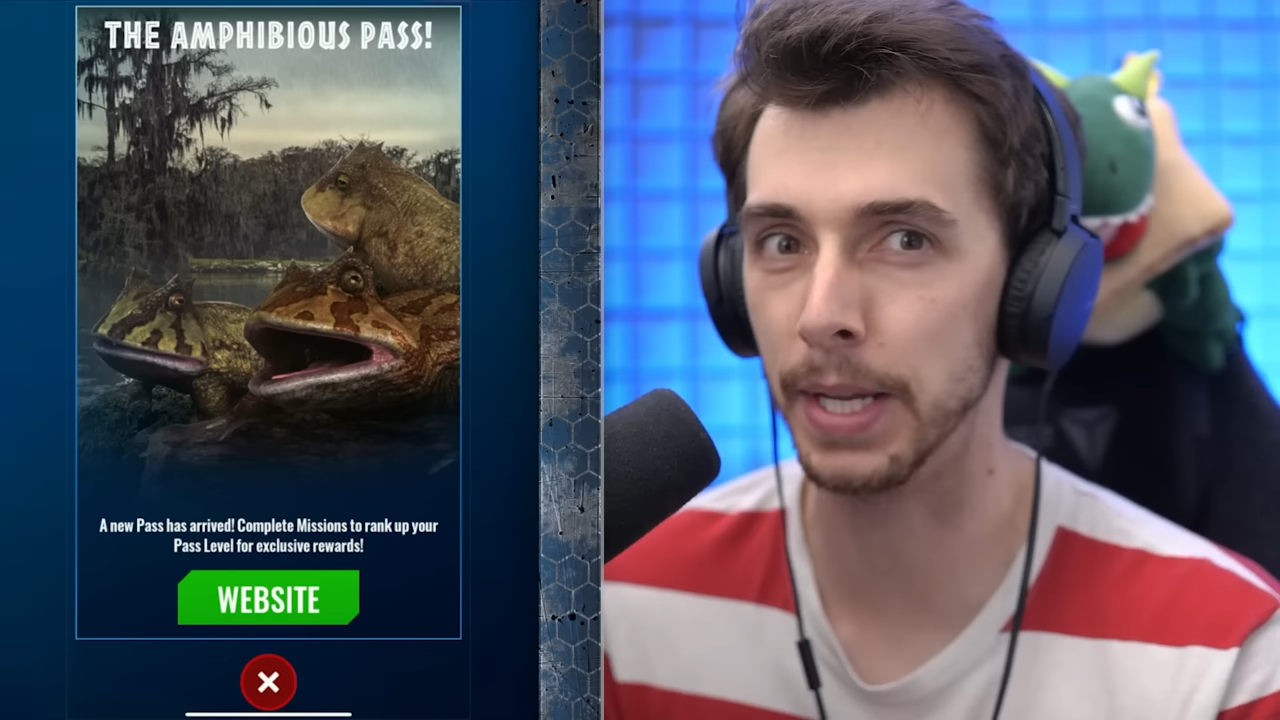 THE AMPHIBIOUS PASS!
A new Pass has arrived! Complete Missions to rank up your
Pass Level for exclusive rewards!
WEBSITE